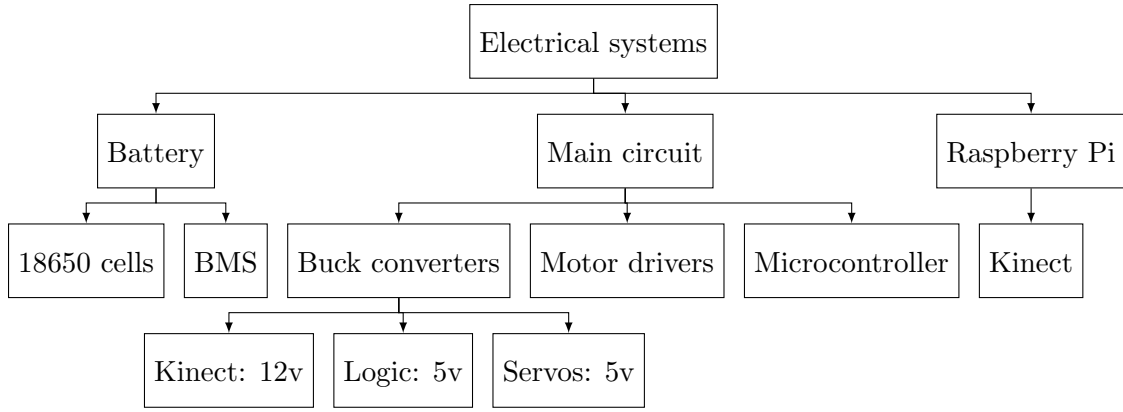 Electrical systems
Battery
Main circuit
Raspberry Pi
18650 cells
BMS
Buck converters
Motor drivers
Microcontroller
Kinect
Kinect: 12v
Logic: 5v
Servos: 5v